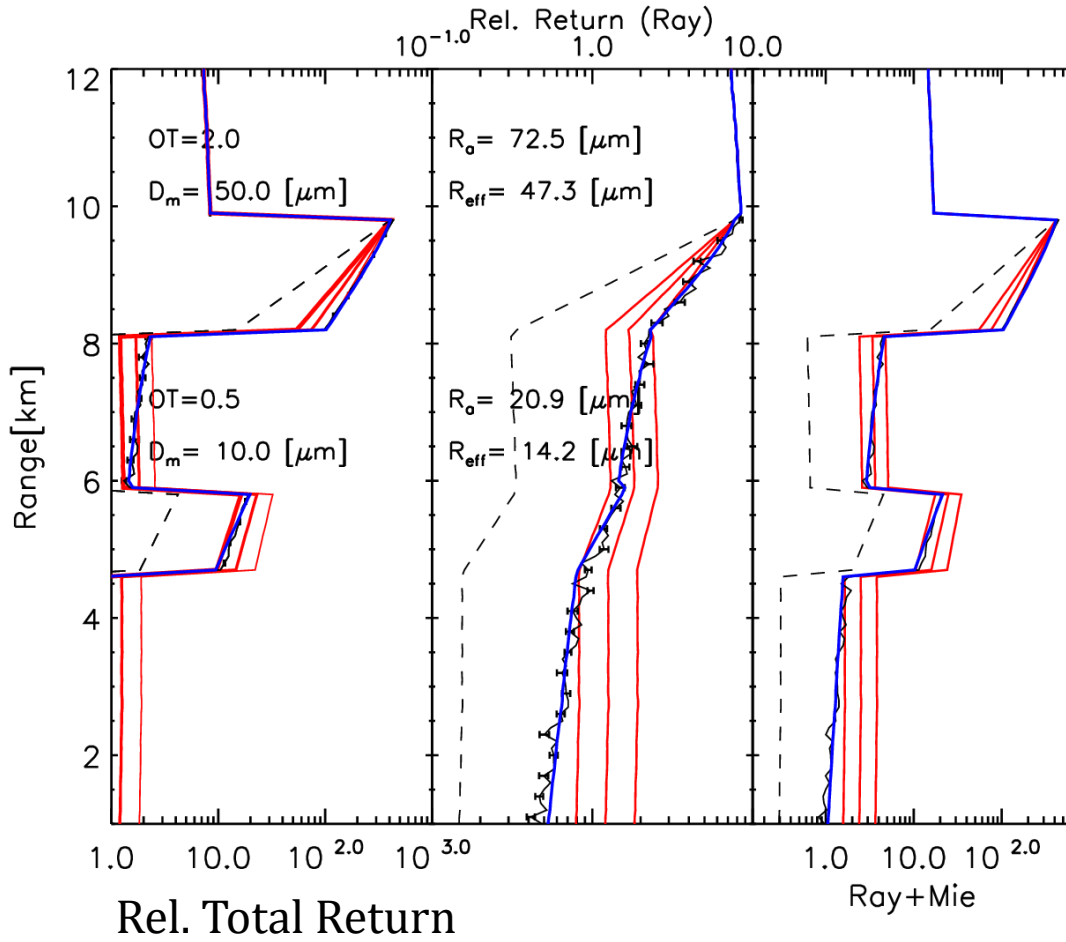 Rel. Return (Ray)
10^-1.0 1.0 10.0
12
10
8
6
4
2
Range[km]
OT=2.0
D_m= 50.0 [μm]
R_a= 72.5 [μm]
R_eff= 47.3 [μm]
OT=0.5
D_m= 10.0 [μm]
R_a= 20.9 [μm]
R_eff= 14.2 [μm]
1.0 10.0 10^2.0 10^3.0 1.0 1.0 10.0 10^2.0
Rel. Total Return
Ray+Mie